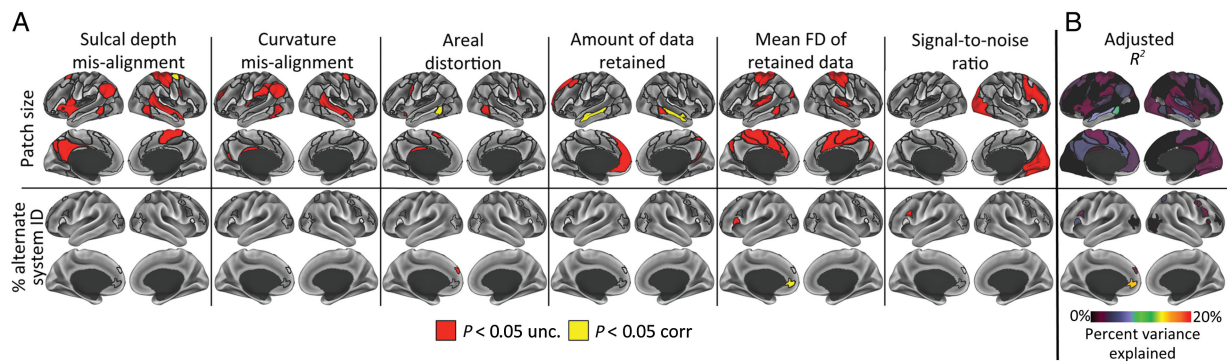 A
Sulcal depth
mis-alignment
Curvature
mis-alignment
Areal
distortion
Amount of data
retained
Mean FD of
retained data
Signal-to-noise
ratio
B
Adjusted
R²
Patch size
% alternate
system ID
P < 0.05 unc.
P < 0.05 corr
0%
20%
Percent variance
explained